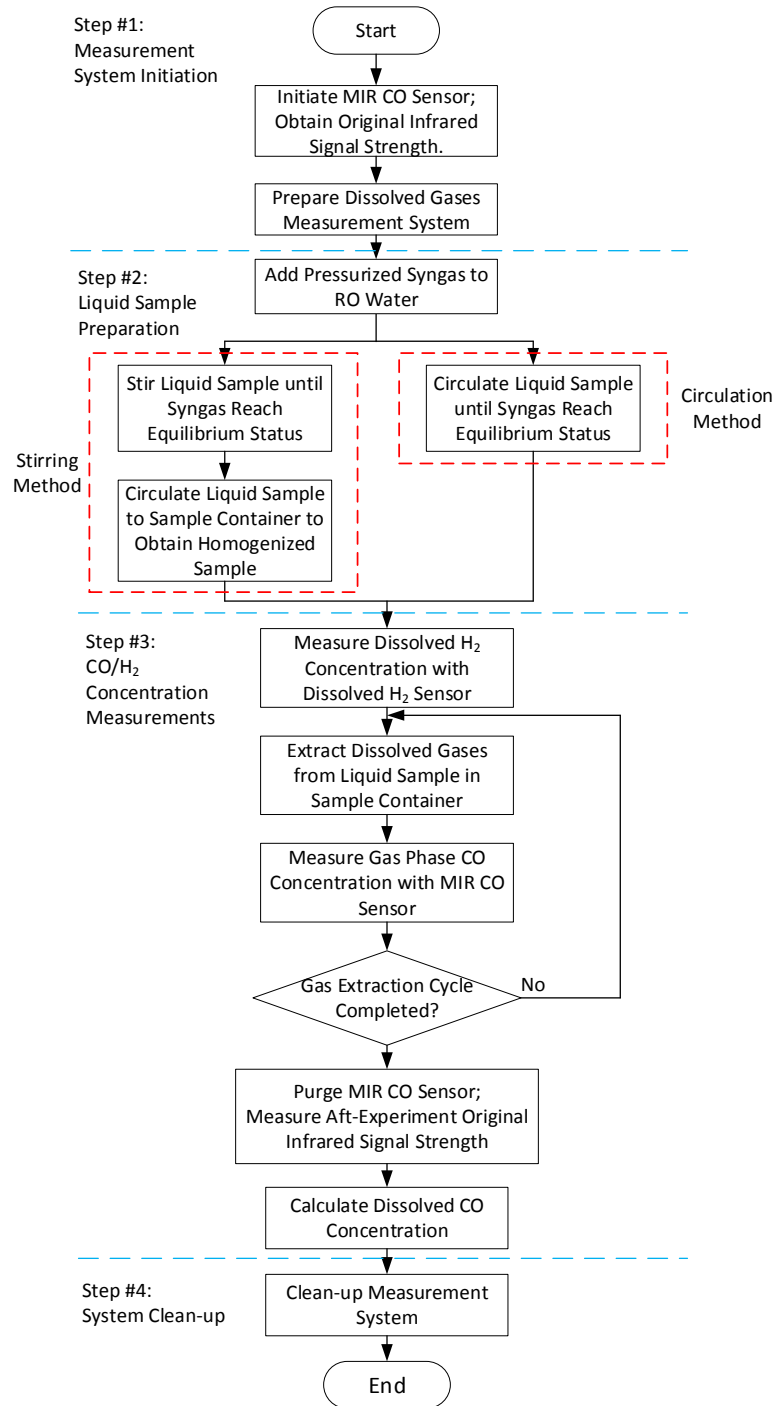 Step #1:
Measurement
System Initiation
Start
Initiate MIR CO Sensor;
Obtain Original Infrared
Signal Strength.
Prepare Dissolved Gases
Measurement System
Step #2:
Liquid Sample
Preparation
Add Pressurized Syngas to
RO Water
Stirring
Method
Stir Liquid Sample until
Syngas Reach
Equilibrium Status
Circulate Liquid Sample
to Sample Container to
Obtain Homogenized
Sample
Circulate Liquid Sample
until Syngas Reach
Equilibrium Status
Circulation
Method
Step #3:
CO/H₂
Concentration
Measurements
Measure Dissolved H₂
Concentration with
Dissolved H₂ Sensor
Extract Dissolved Gases
from Liquid Sample in
Sample Container
Measure Gas Phase CO
Concentration with MIR CO
Sensor
Gas Extraction Cycle
Completed?
No
Purge MIR CO Sensor;
Measure Aft-Experiment Original
Infrared Signal Strength
Calculate Dissolved CO
Concentration
Step #4:
System Clean-up
Clean-up Measurement
System
End